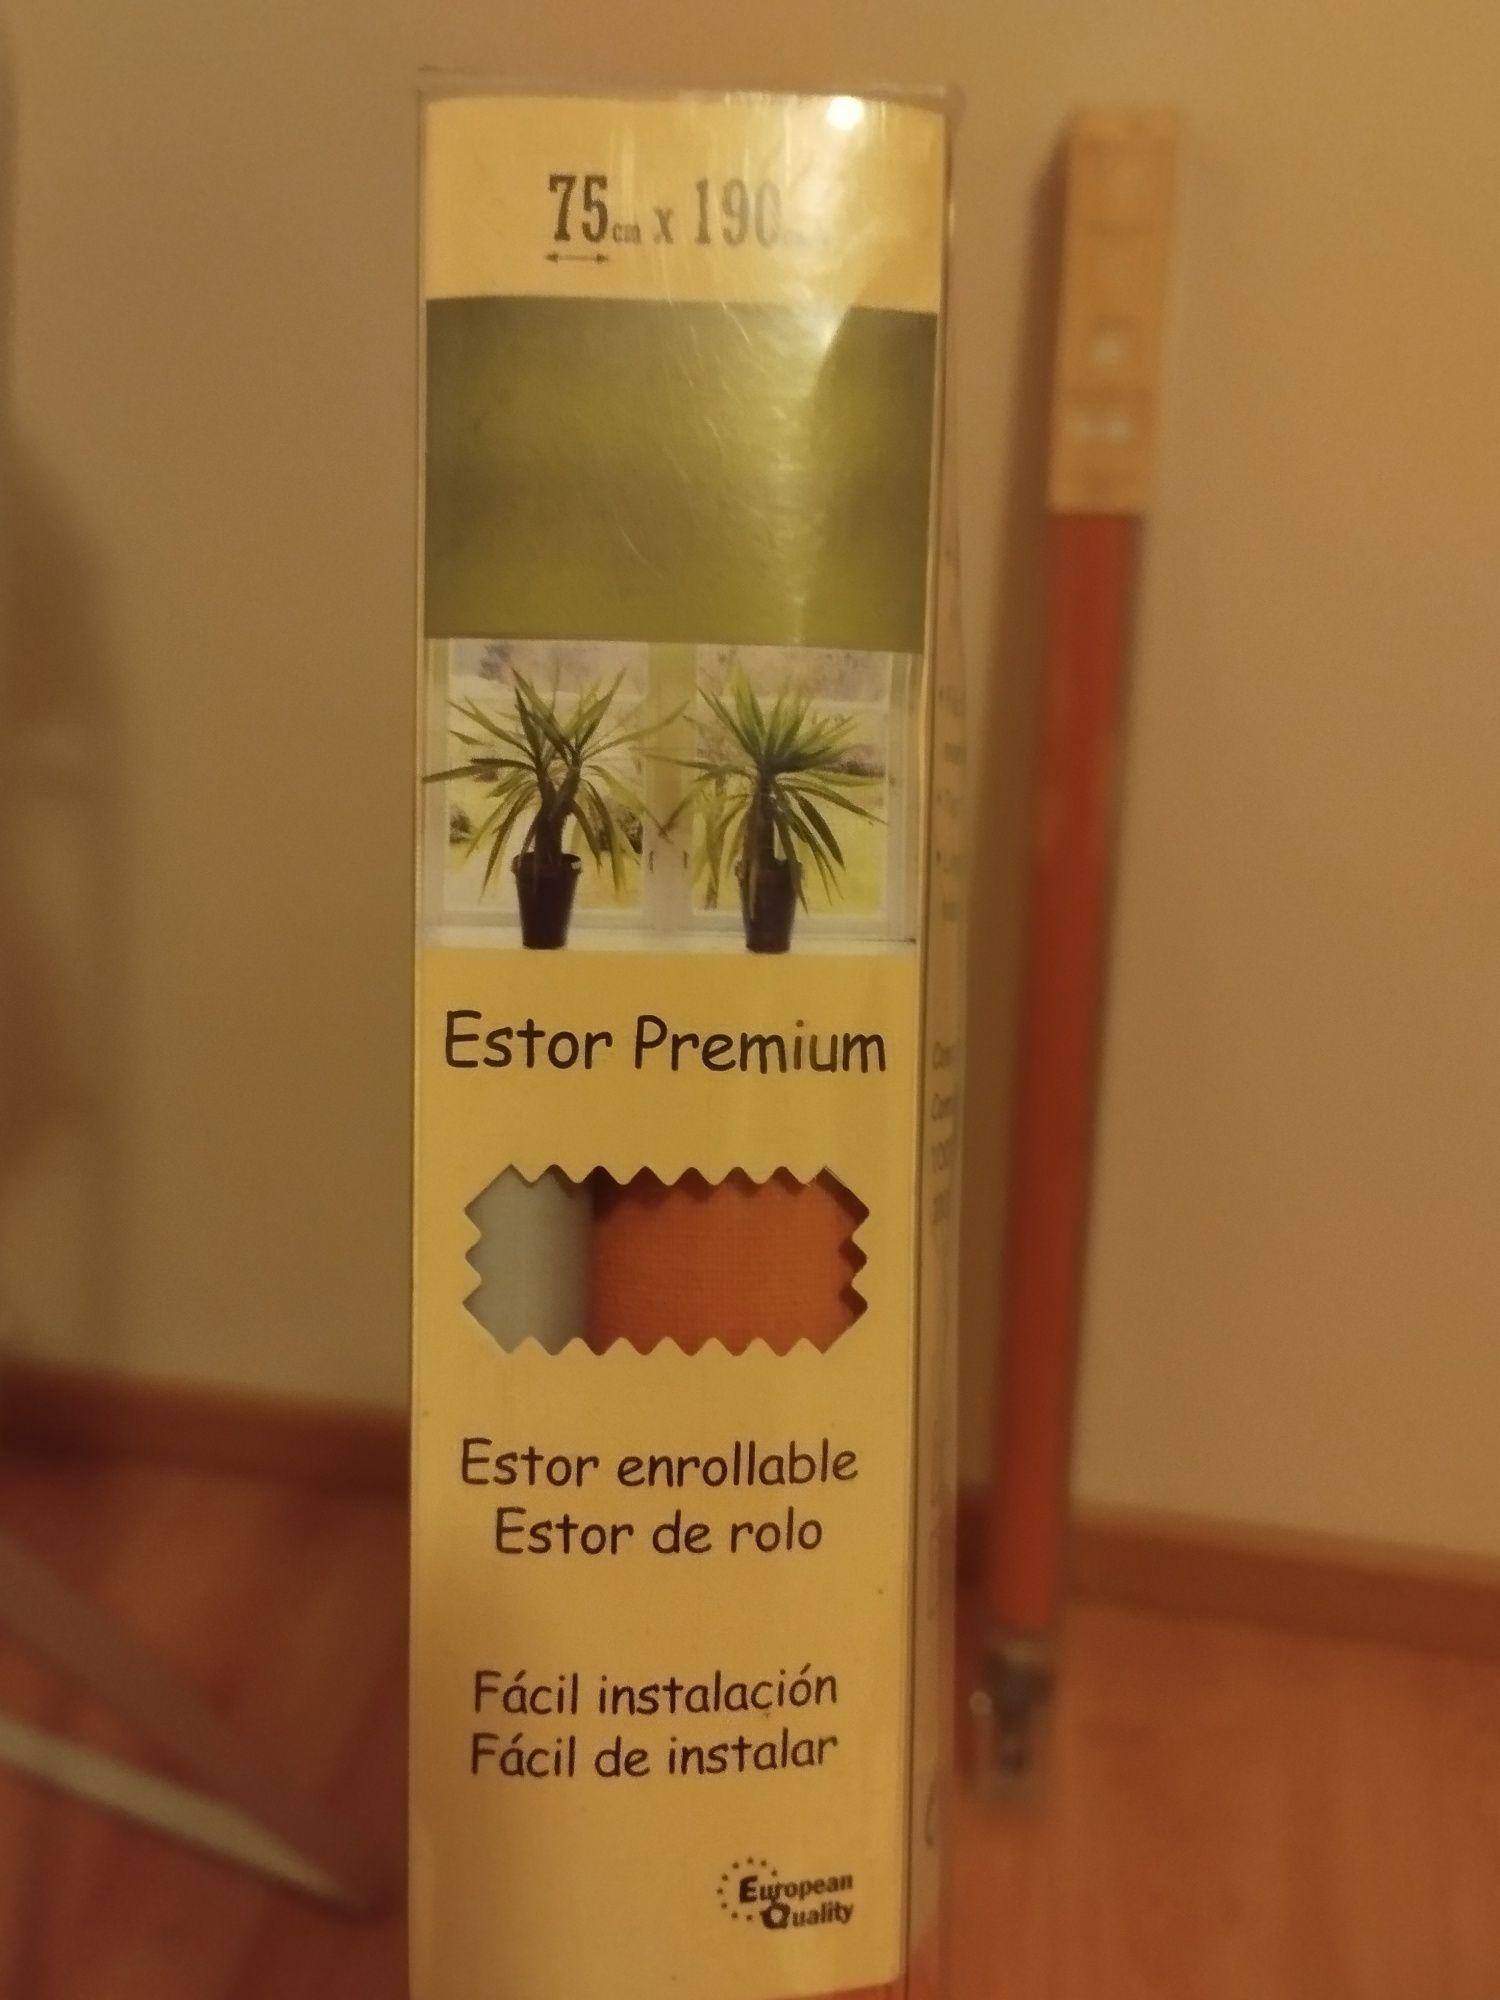 75cm x 190
Estor Premium
Estor enrollable
Estor de rolo
Fácil instalación
Fácil de instalar
European
Quality